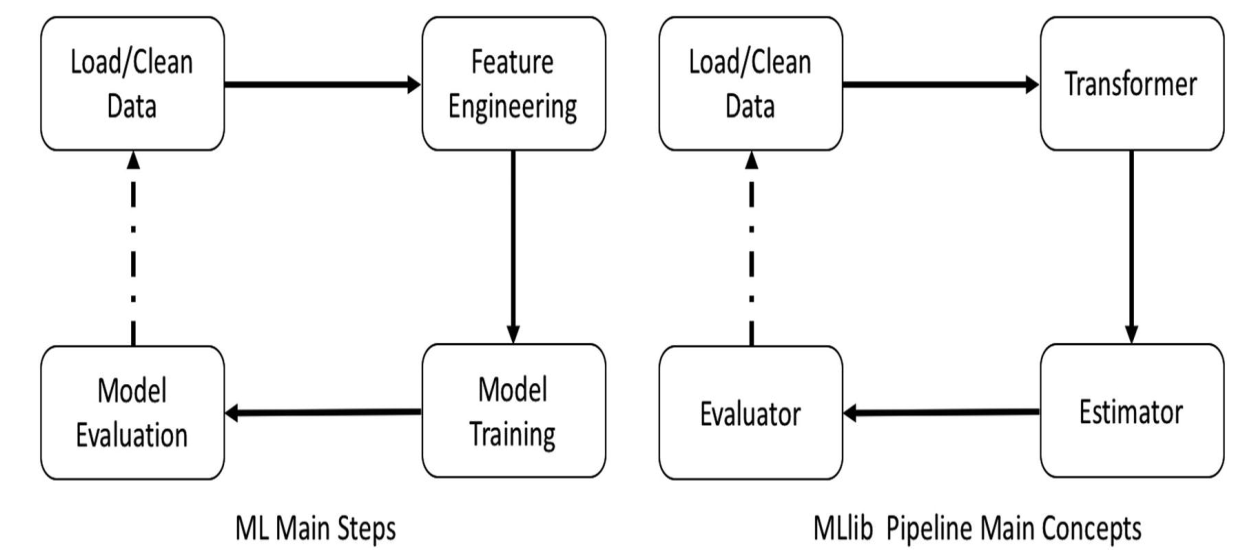 Load/Clean
Data
Feature
Engineering
Model
Evaluation
Model
Training
ML Main Steps
Load/Clean
Data
Transformer
Evaluator
Estimator
MLlib Pipeline Main Concepts